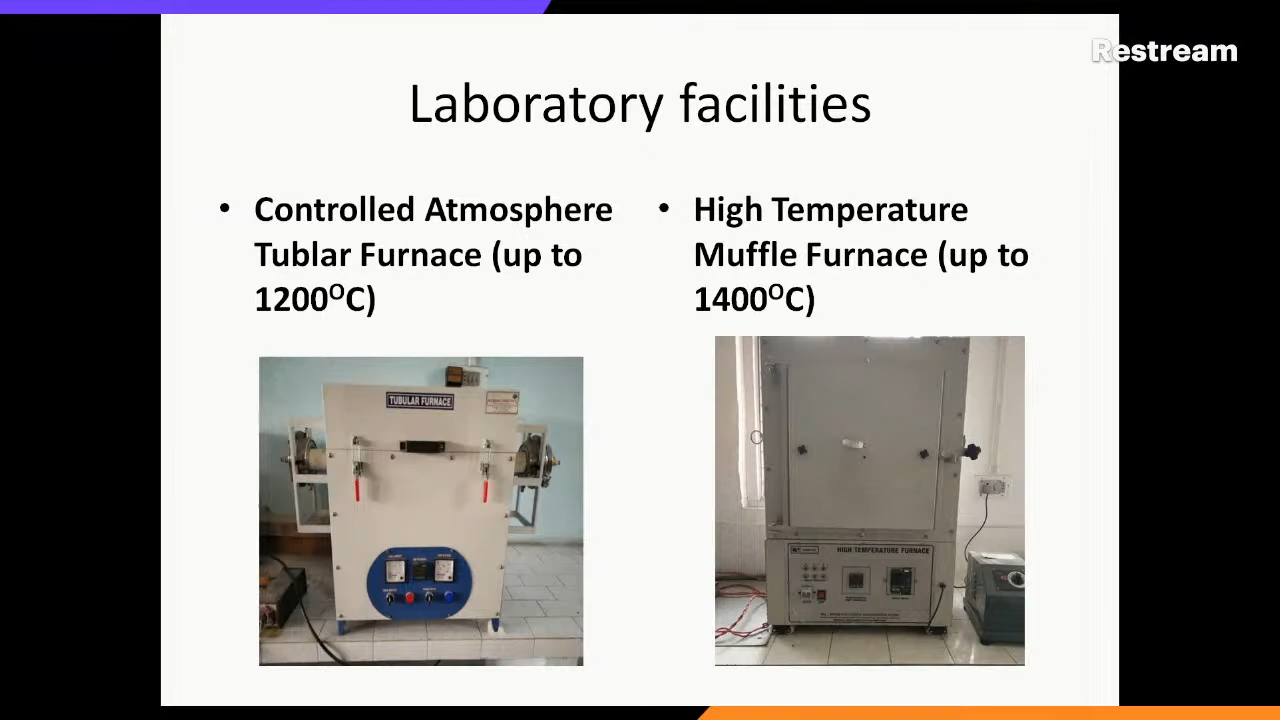 Restream
Laboratory facilities
• Controlled Atmosphere
Tublar Furnace (up to
1200ᴼC)
• High Temperature
Muffle Furnace (up to
1400ᴼC)
TUBULAR FURNACE
HIGH TEMPERATURE FURNACE